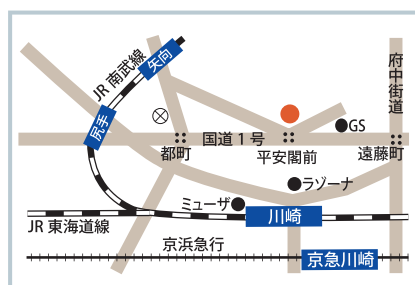 JR 南武線
矢向
尻手
府中街道
GS
国道1号
都町
平安閣前
遠藤町
ラゾーナ
ミューザ
川崎
JR 東海道線
京浜急行
京急川崎